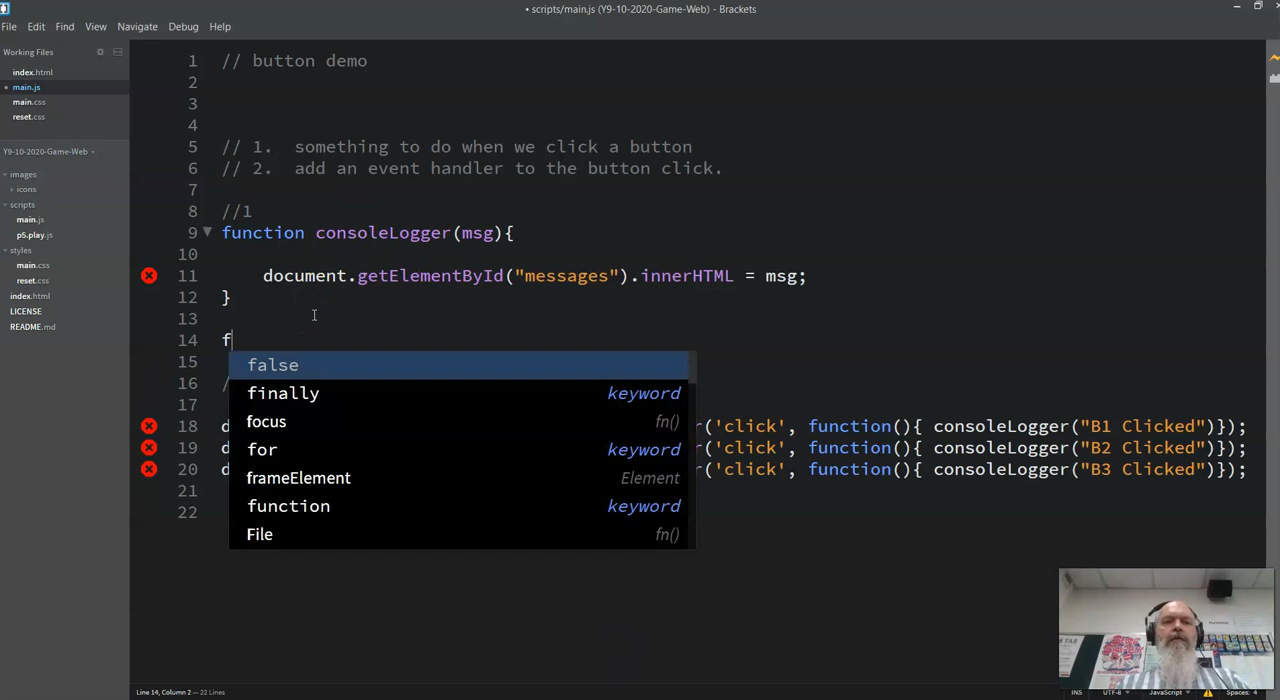 • scripts/main.js (Y9-10-2020-Game-Web) - Brackets
File Edit Find View Navigate Debug Help
Working Files
index.html
• main.js
main.css
reset.css
Y9-10-2020-Game-Web
images
icons
scripts
main.js
p5.play.js
styles
main.css
reset.css
index.html
LICENSE
README.md
1 // button demo
2
3
4
5 // 1. something to do when we click a button
6 // 2. add an event handler to the button click.
7
8 //1
9 function consoleLogger(msg){
10
11 document.getElementById("messages").innerHTML = msg;
12 }
13
14 f
15
16 /
17
18 d r('click', function(){ consoleLogger("B1 Clicked")});
19 d r('click', function(){ consoleLogger("B2 Clicked")});
20 d r('click', function(){ consoleLogger("B3 Clicked")});
21
22
false
finally keyword
focus fn()
for keyword
frameElement Element
function keyword
File fn()
Line 14, Column 2 — 22 Lines
INS UTF-8 JavaScript Spaces: 4